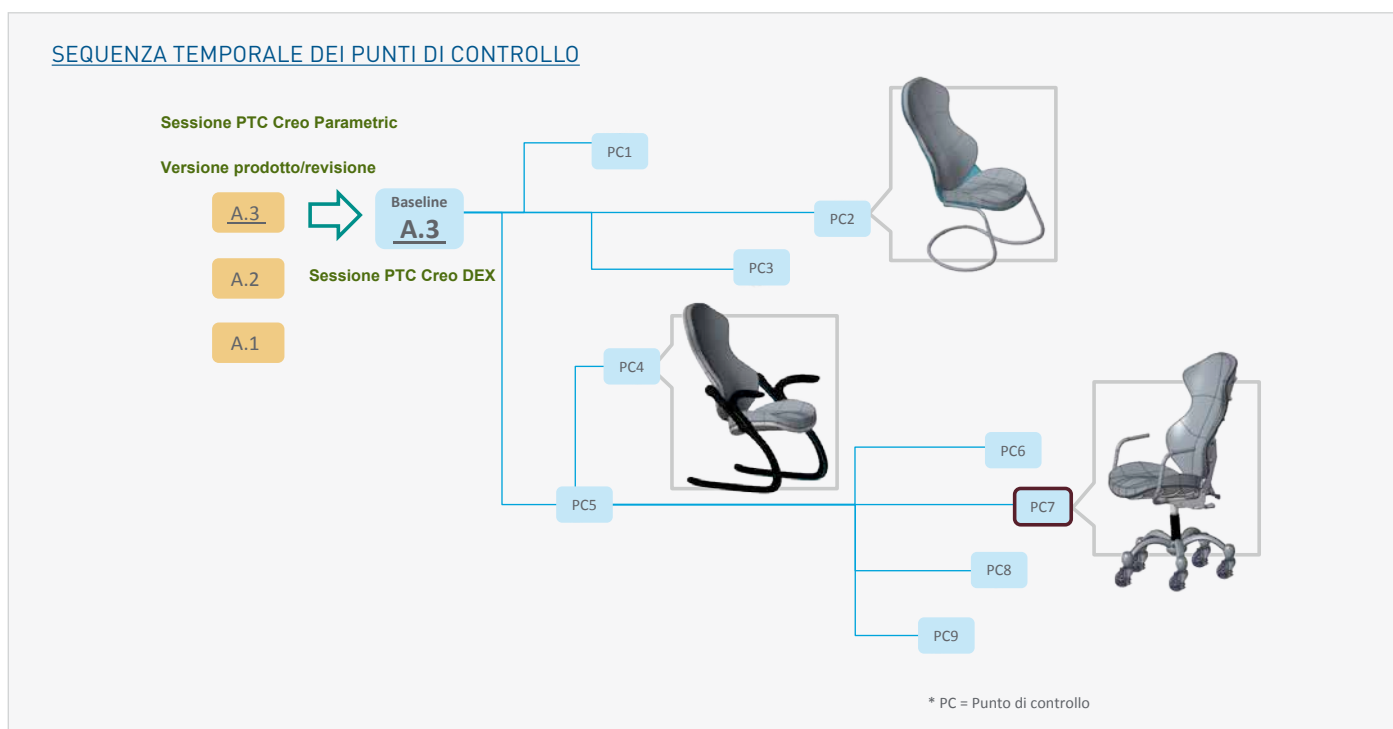 SEQUENZA TEMPORALE DEI PUNTI DI CONTROLLO
Sessione PTC Creo Parametric
Versione prodotto/revisione
A.3
A.2
A.1
Baseline
A.3
Sessione PTC Creo DEX
PC1
PC2
PC3
PC4
PC5
PC6
PC7
PC8
PC9
* PC = Punto di controllo